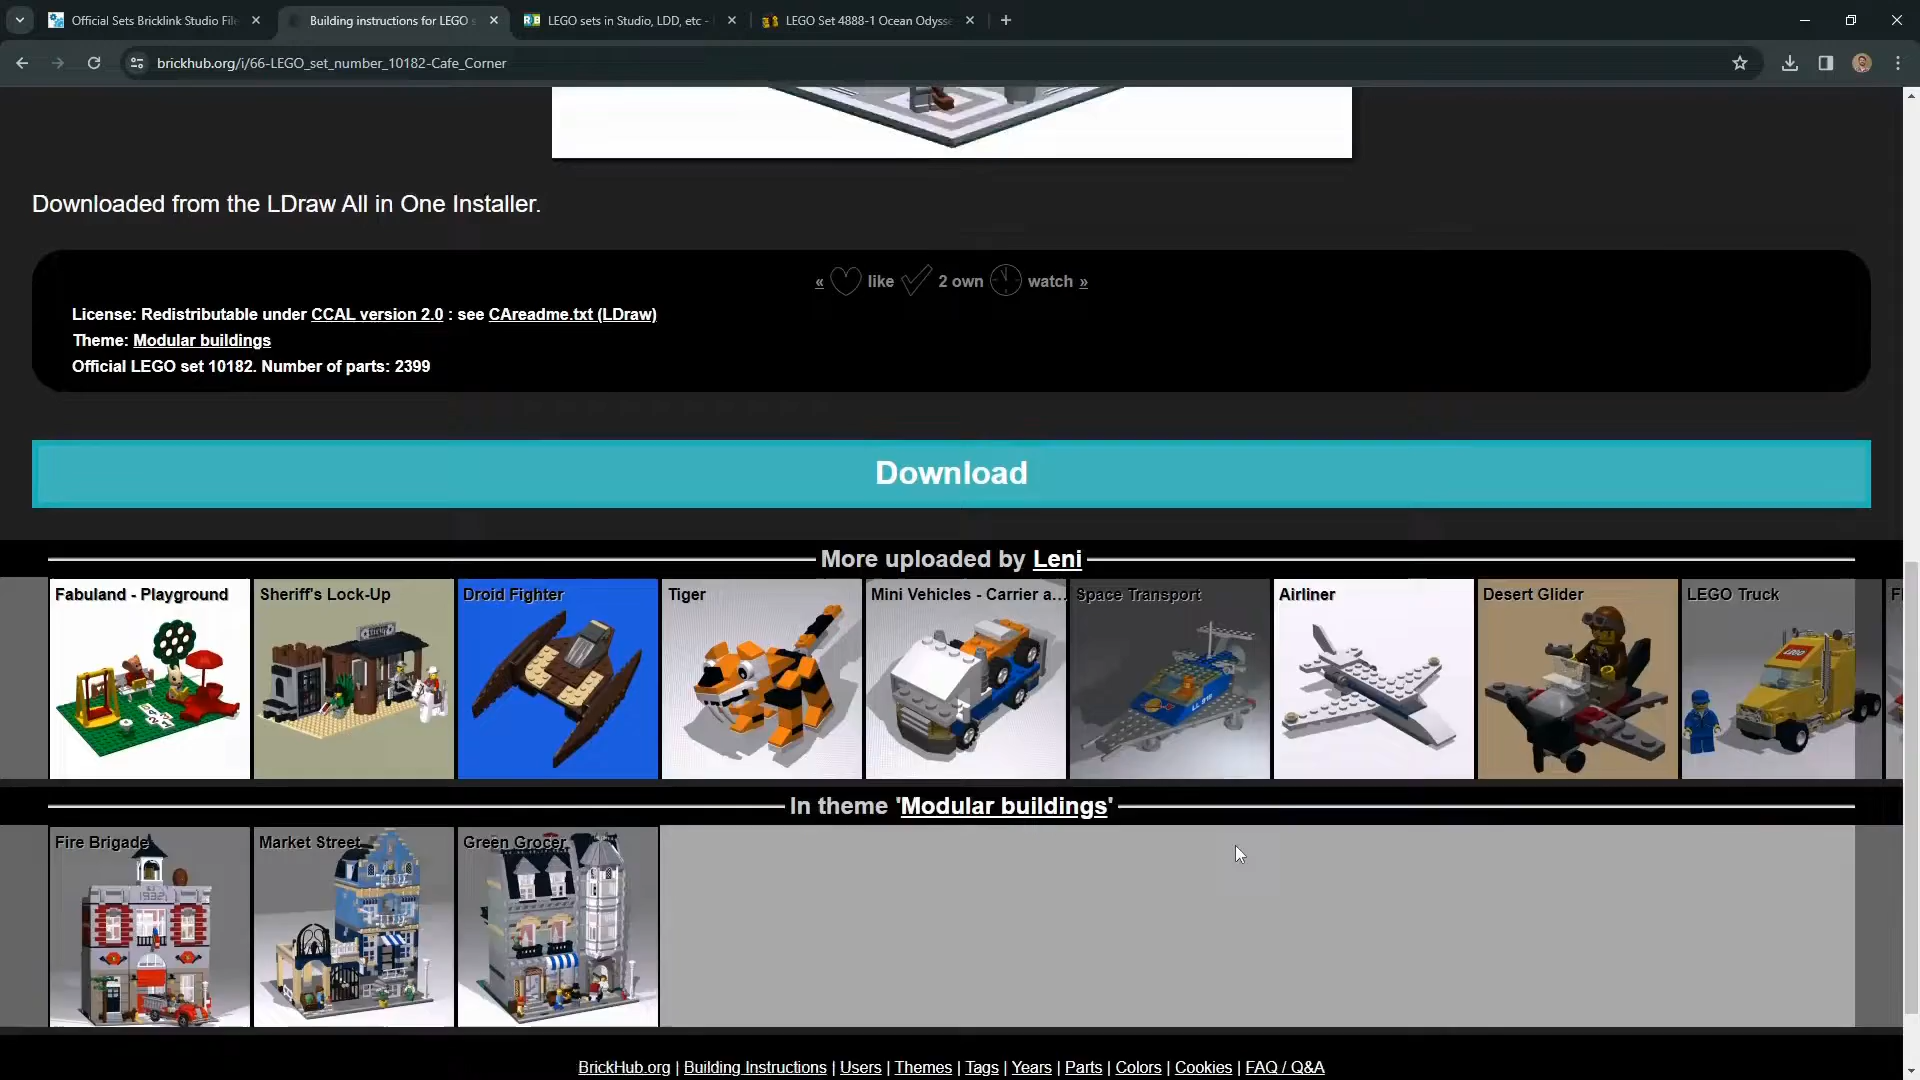 Official Sets Bricklink Studio File
Building instructions for LEGO s
LEGO sets in Studio, LDD, etc -
LEGO Set 4888-1 Ocean Odysse
brickhub.org/i/66-LEGO_set_number_10182-Cafe_Corner
Downloaded from the LDraw All in One Installer.
« like 2 own watch »
License: Redistributable under CCAL version 2.0 : see CAreadme.txt (LDraw)
Theme: Modular buildings
Official LEGO set 10182. Number of parts: 2399
Download
More uploaded by Leni
Fabuland - Playground
Sheriff's Lock-Up
Droid Fighter
Tiger
Mini Vehicles - Carrier a...
Space Transport
Airliner
Desert Glider
LEGO Truck
In theme 'Modular buildings'
Fire Brigade
Market Street
Green Grocer
BrickHub.org | Building Instructions | Users | Themes | Tags | Years | Parts | Colors | Cookies | FAQ / Q&A